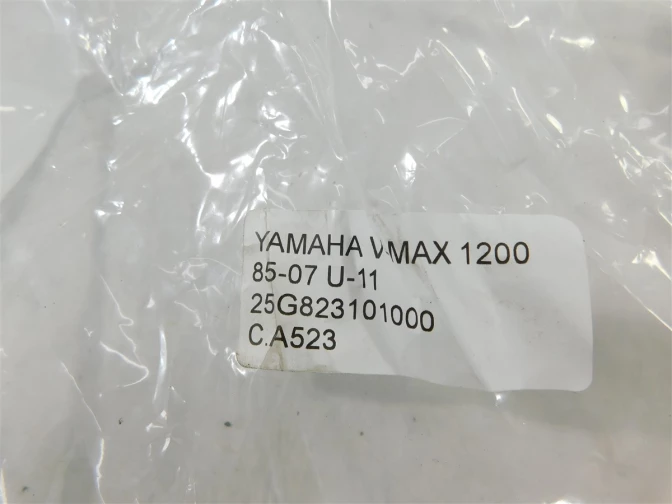 YAMAHA VMAX 1200
85-07 U-11
25G823101000
C.A523